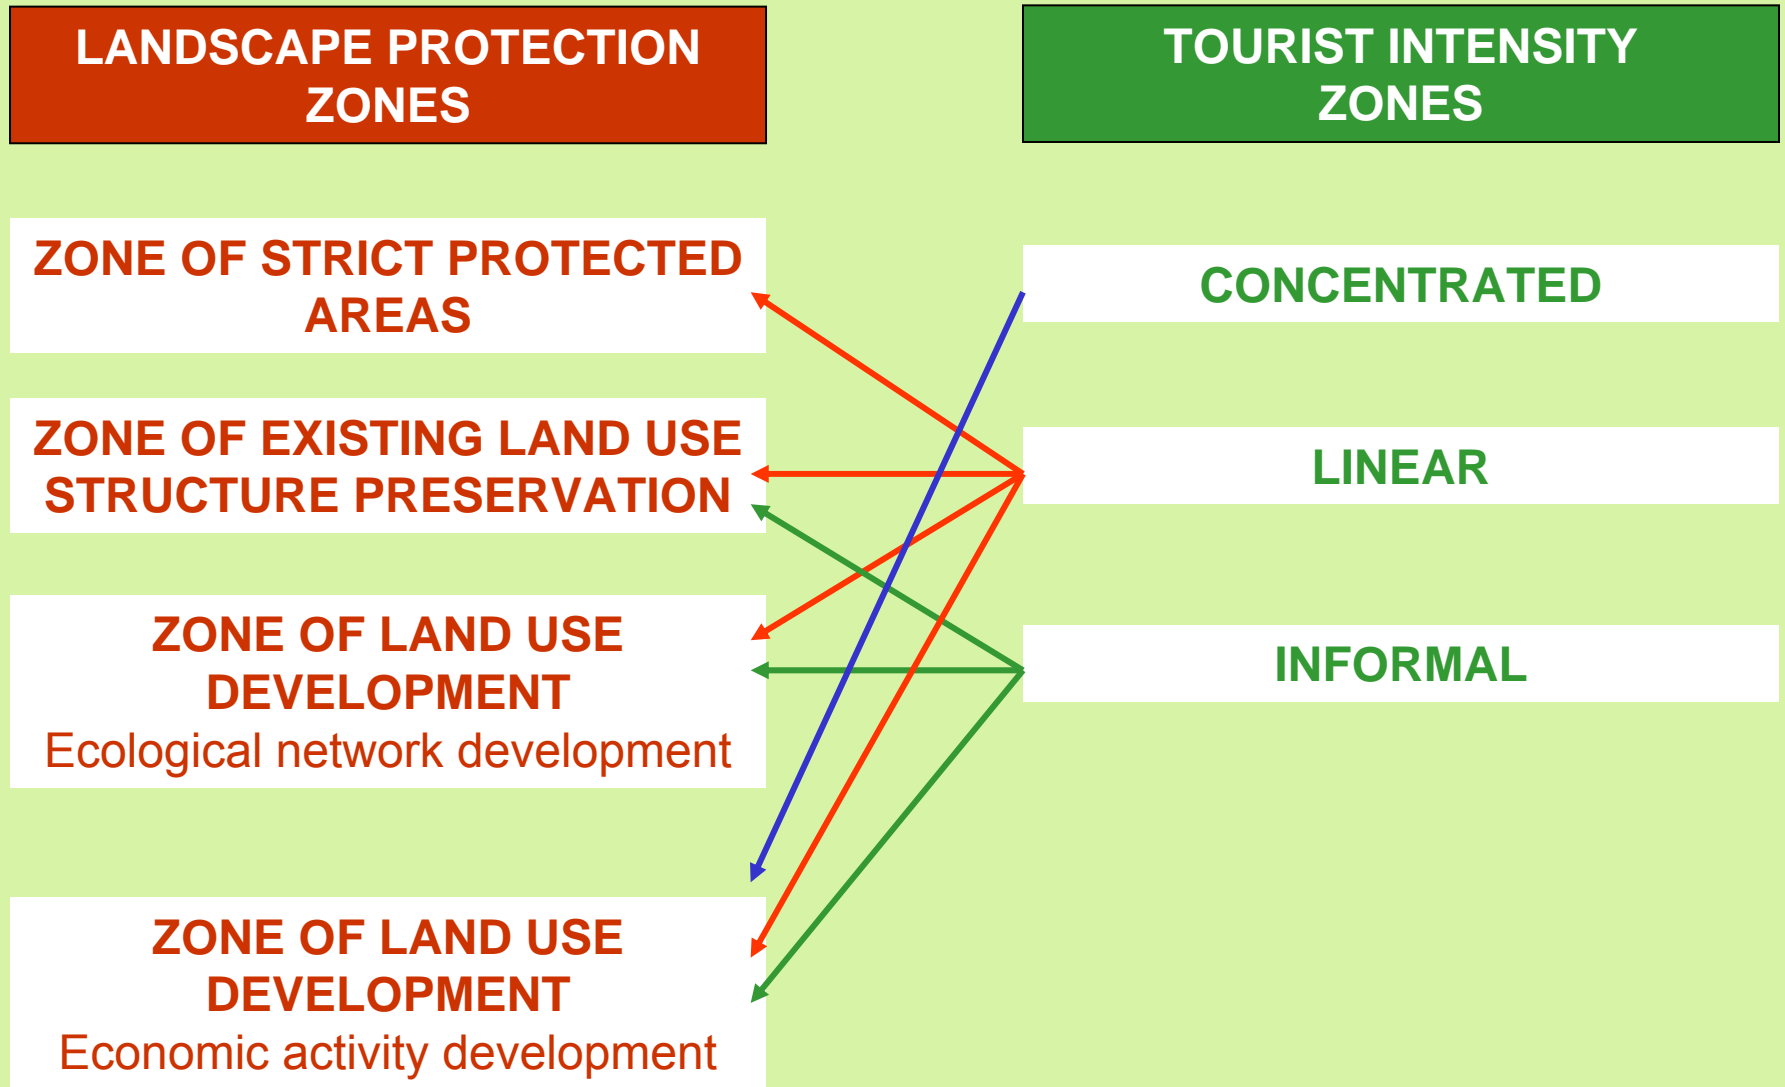 LANDSCAPE PROTECTION
ZONES
TOURIST INTENSITY
ZONES
ZONE OF STRICT PROTECTED
AREAS
ZONE OF EXISTING LAND USE
STRUCTURE PRESERVATION
ZONE OF LAND USE
DEVELOPMENT
Ecological network development
ZONE OF LAND USE
DEVELOPMENT
Economic activity development
CONCENTRATED
LINEAR
INFORMAL